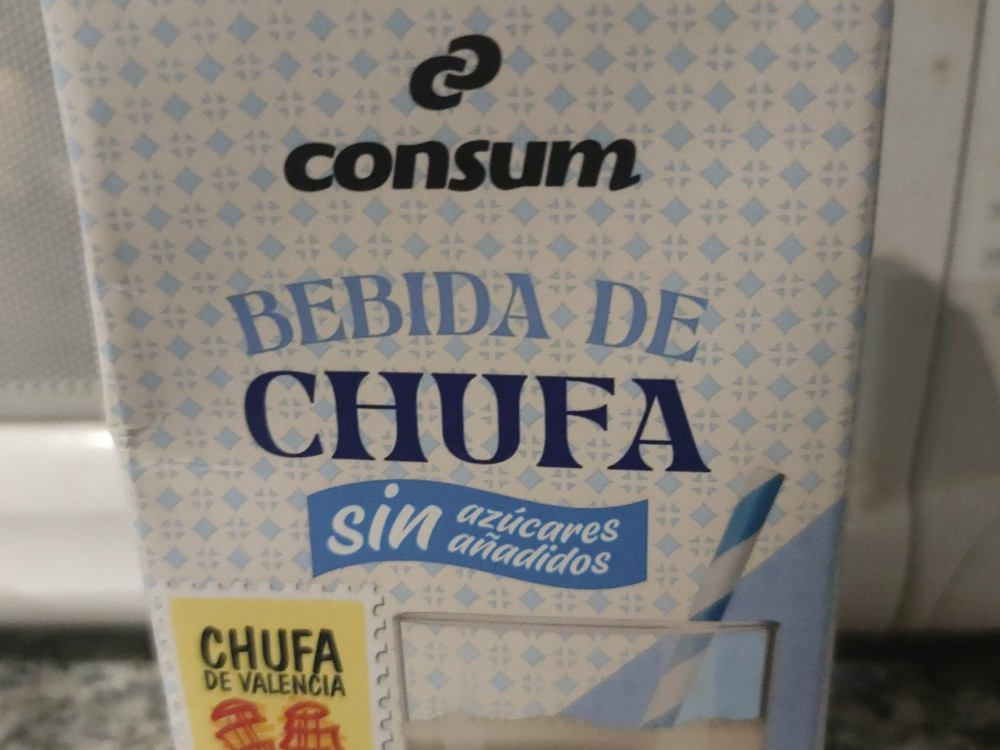 consum
BEBIDA DE
CHUFA
sin azúcares
añadidos
CHUFA
DE VALENCIA